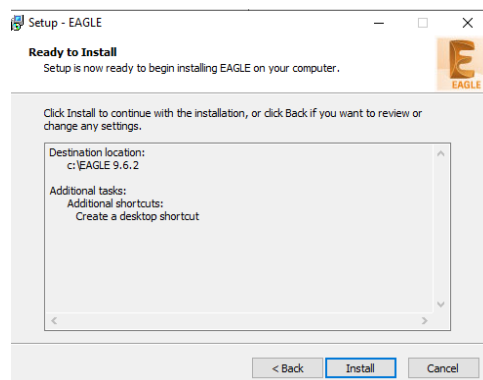 Setup - EAGLE
Ready to Install
Setup is now ready to begin installing EAGLE on your computer.
EAGLE
Click Install to continue with the installation, or click Back if you want to review or
change any settings.
Destination location:
c:\EAGLE 9.6.2
Additional tasks:
Additional shortcuts:
Create a desktop shortcut
< Back
Install
Cancel